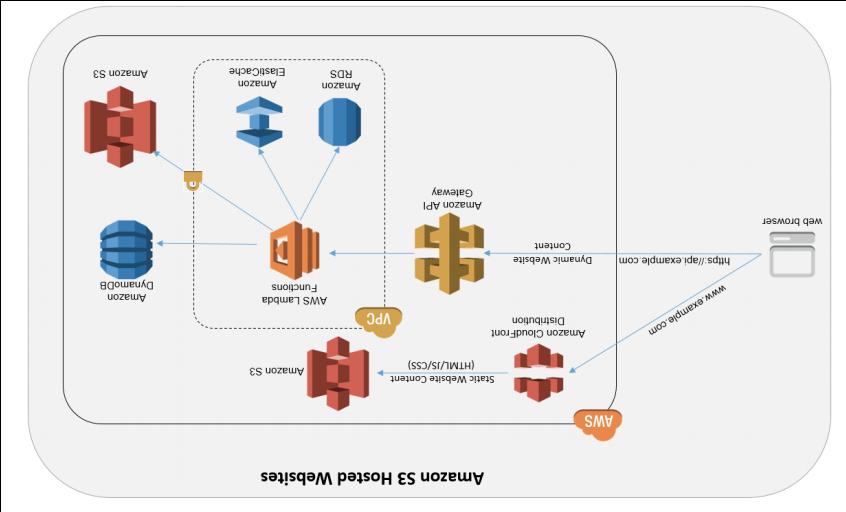 Amazon S3 Hosted Websites
AWS
www.example.com
Amazon CloudFront
Distribution
Static Website Content
(HTML/JS/CSS)
Amazon S3
VPC
web browser
https://api.example.com
Dynamic Website
Content
Amazon API
Gateway
AWS Lambda
Functions
Amazon
DynamoDB
Amazon
RDS
Amazon
ElastiCache
Amazon S3